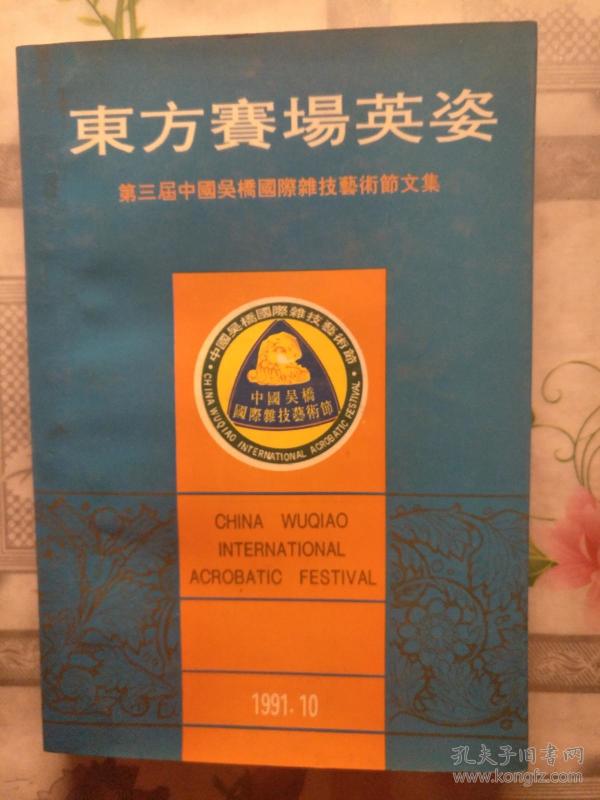 東方賽場英姿
第三屆中國吳橋國際雜技藝術節文集
·中國吳橋國際雜技藝術節·
CHINA WUQIAO INTERNATIONAL ACROBATIC FESTIVAL
中國吳橋
國際雜技藝術節
CHINA WUQIAO
INTERNATIONAL
ACROBATIC FESTIVAL
1991.10
孔夫子旧书网
www.kongfz.com